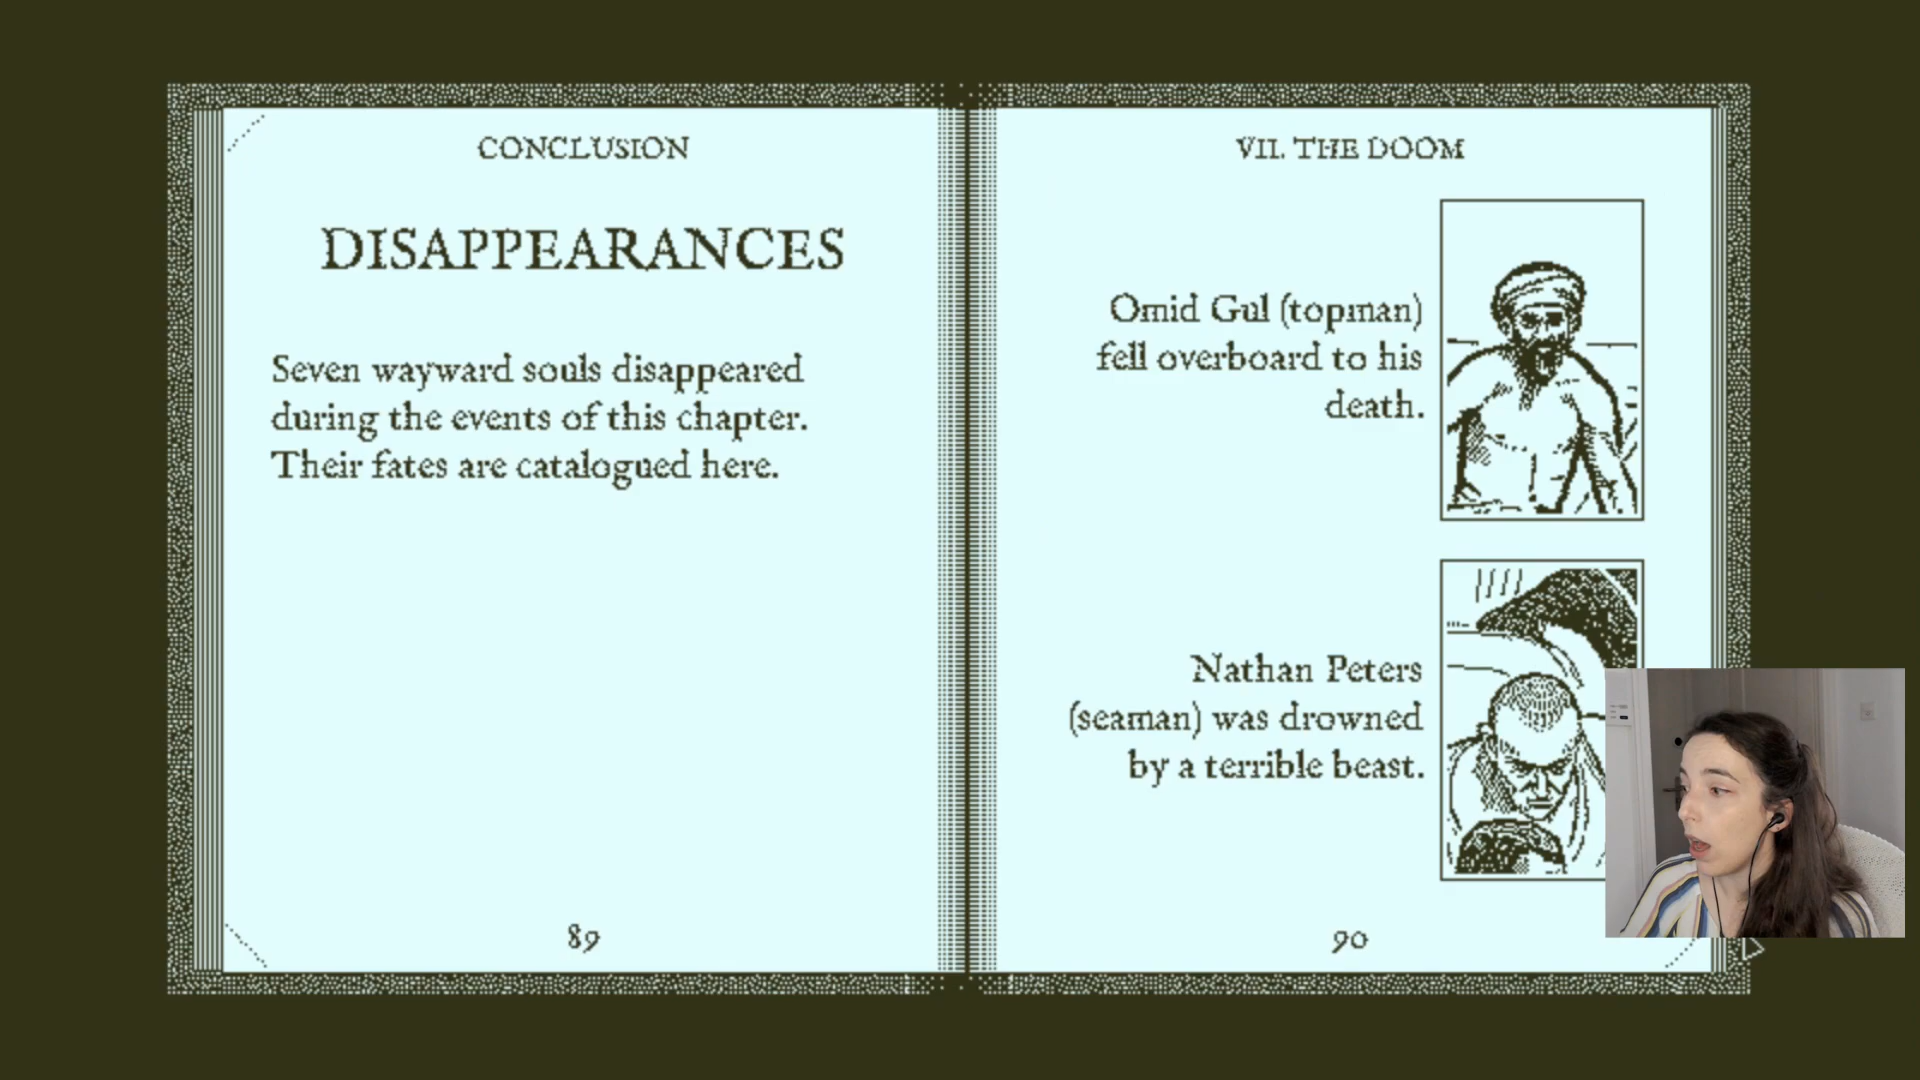 CONCLUSION
DISAPPEARANCES
Seven wayward souls disappeared
during the events of this chapter.
Their fates are catalogued here.
89
VII. THE DOOM
Omid Gul (topman)
fell overboard to his
death.
Nathan Peters
(seaman) was drowned
by a terrible beast.
90